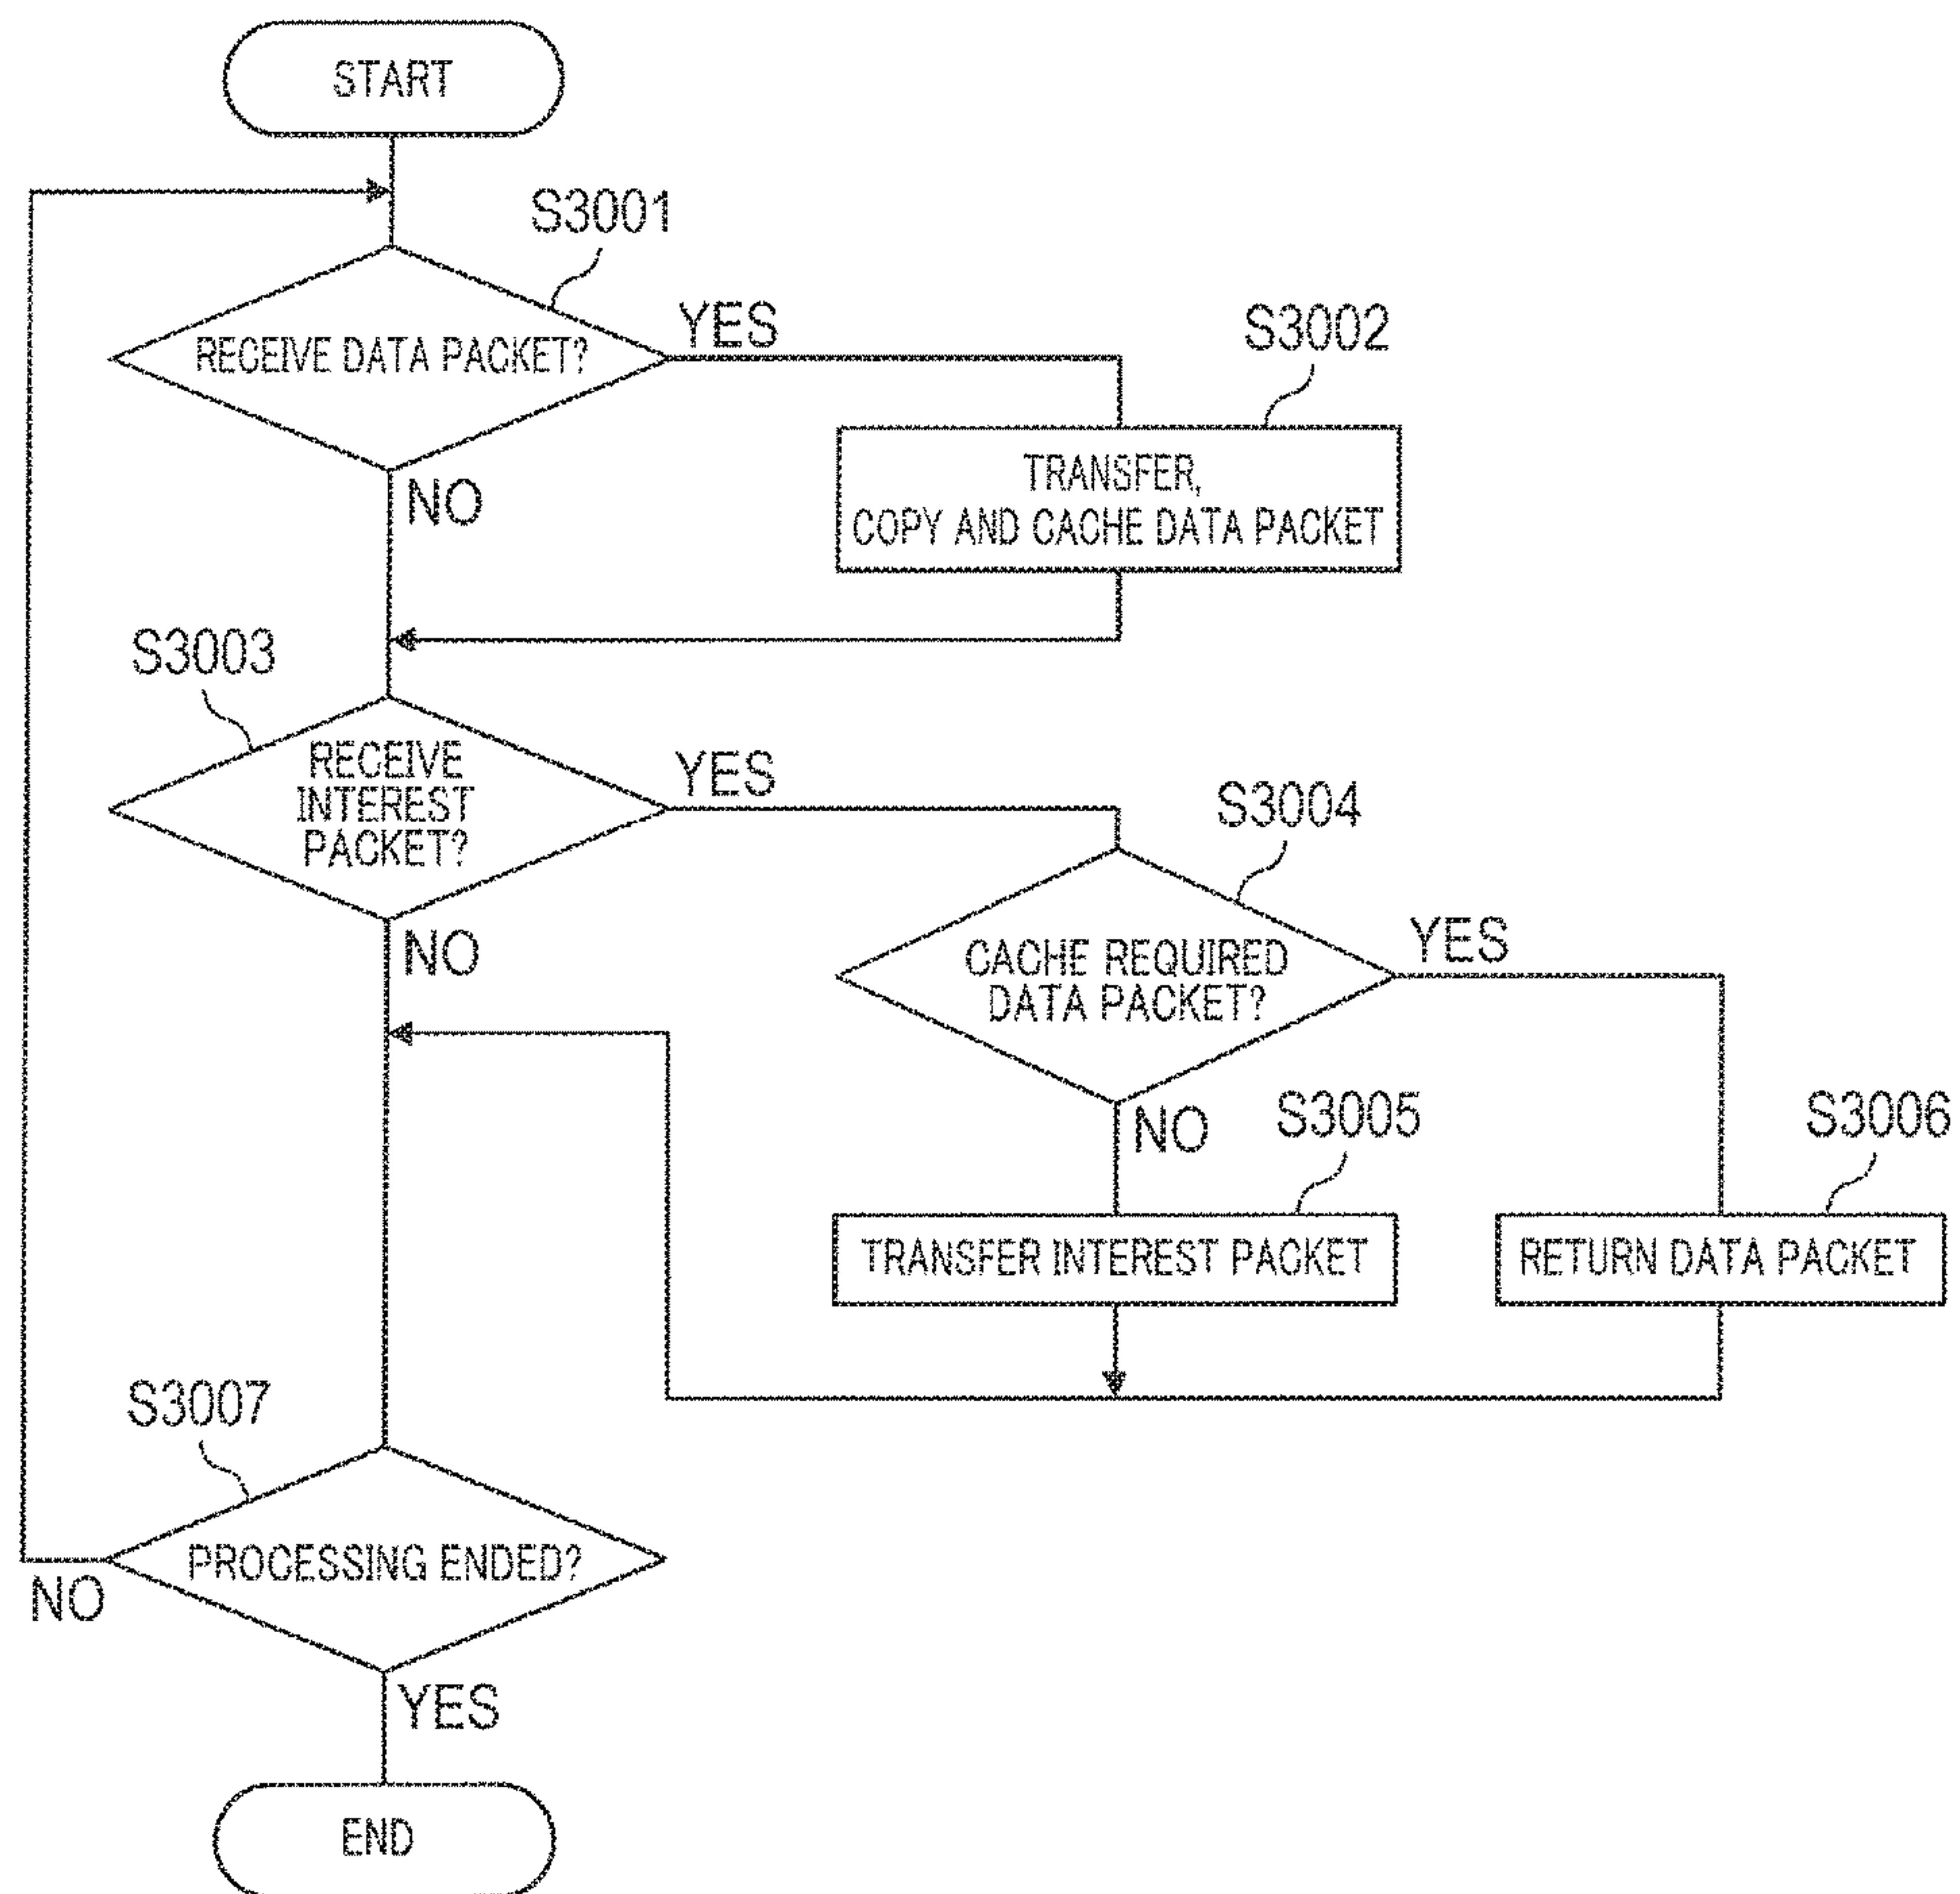 START
S3001
RECEIVE DATA PACKET?
YES
NO
S3002
TRANSFER,
COPY AND CACHE DATA PACKET
S3003
RECEIVE
INTEREST
PACKET?
YES
NO
S3004
CACHE REQUIRED
DATA PACKET?
YES
NO
S3005
TRANSFER INTEREST PACKET
S3006
RETURN DATA PACKET
S3007
PROCESSING ENDED?
NO
YES
END